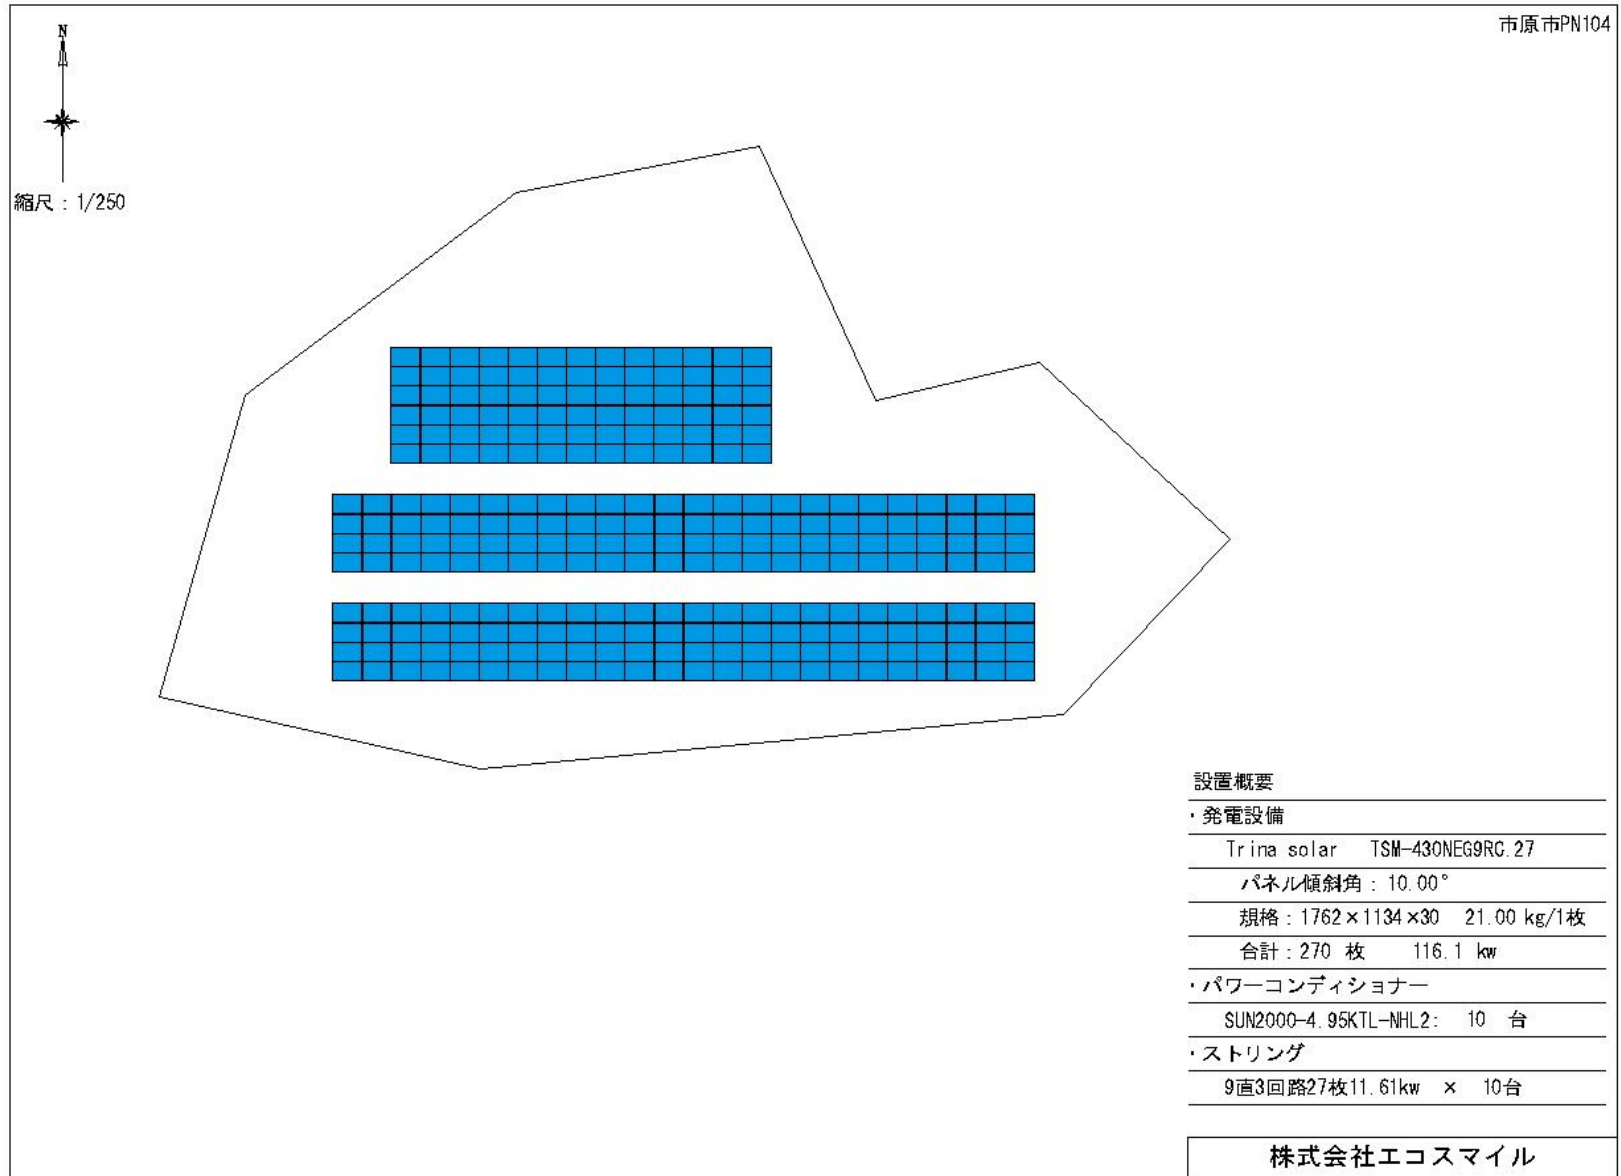 市原市PN104
N
縮尺：1/250
設置概要
・発電設備
Trina solar TSM-430NEG9RC.27
パネル傾斜角：10.00°
規格：1762×1134×30 21.00 kg/1枚
合計：270 枚 116.1 kw
・パワーコンディショナー
SUN2000-4.95KTL-NHL2： 10 台
・ストリング
9直3回路27枚11.61kw × 10台
株式会社エコスマイル